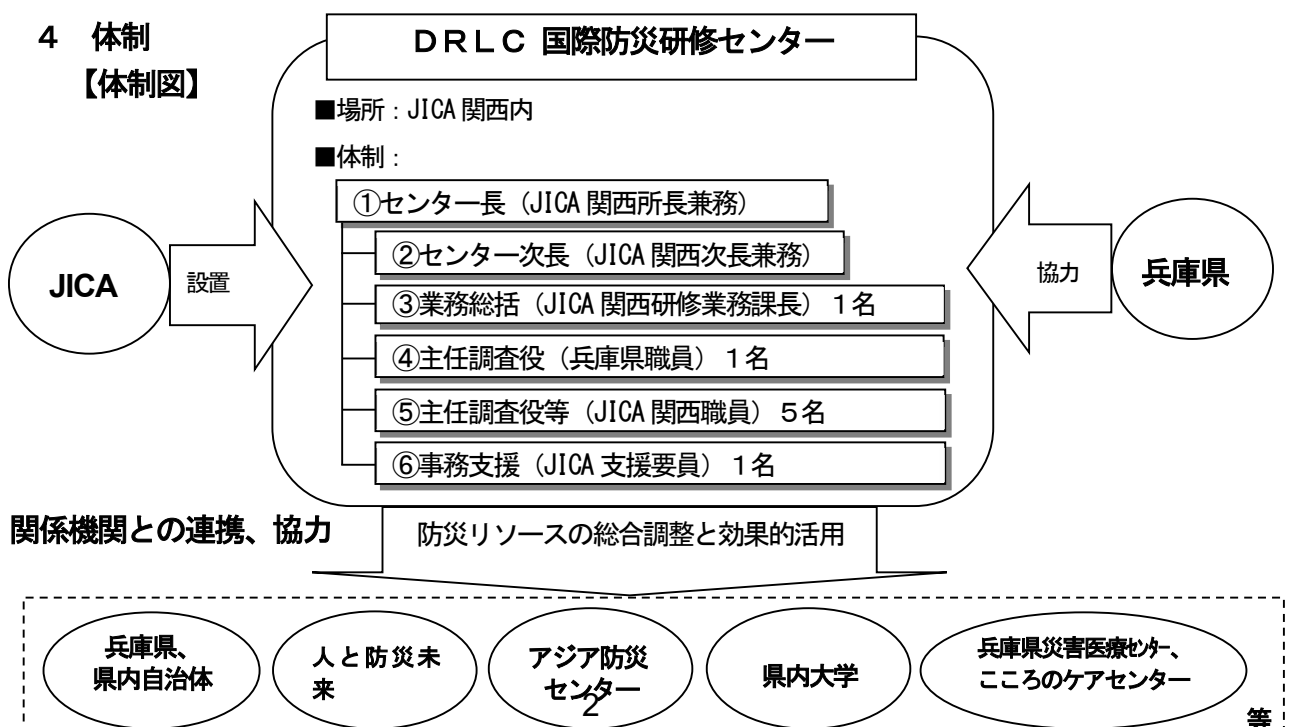 ４　体制
【体制図】
ＤＲＬＣ 国際防災研修センター
■場所：JICA 関西内
■体制：
①センター長（JICA 関西所長兼務）
②センター次長（JICA 関西次長兼務）
③業務総括（JICA 関西研修業務課長）１名
④主任調査役（兵庫県職員）１名
⑤主任調査役等（JICA 関西職員）５名
⑥事務支援（JICA 支援要員）１名
JICA
設置
協力
兵庫県
関係機関との連携、協力
防災リソースの総合調整と効果的活用
兵庫県、
県内自治体
人と防災未
来
アジア防災
センター
県内大学
兵庫県災害医療ｾﾝﾀｰ、
こころのケアセンター
等
2